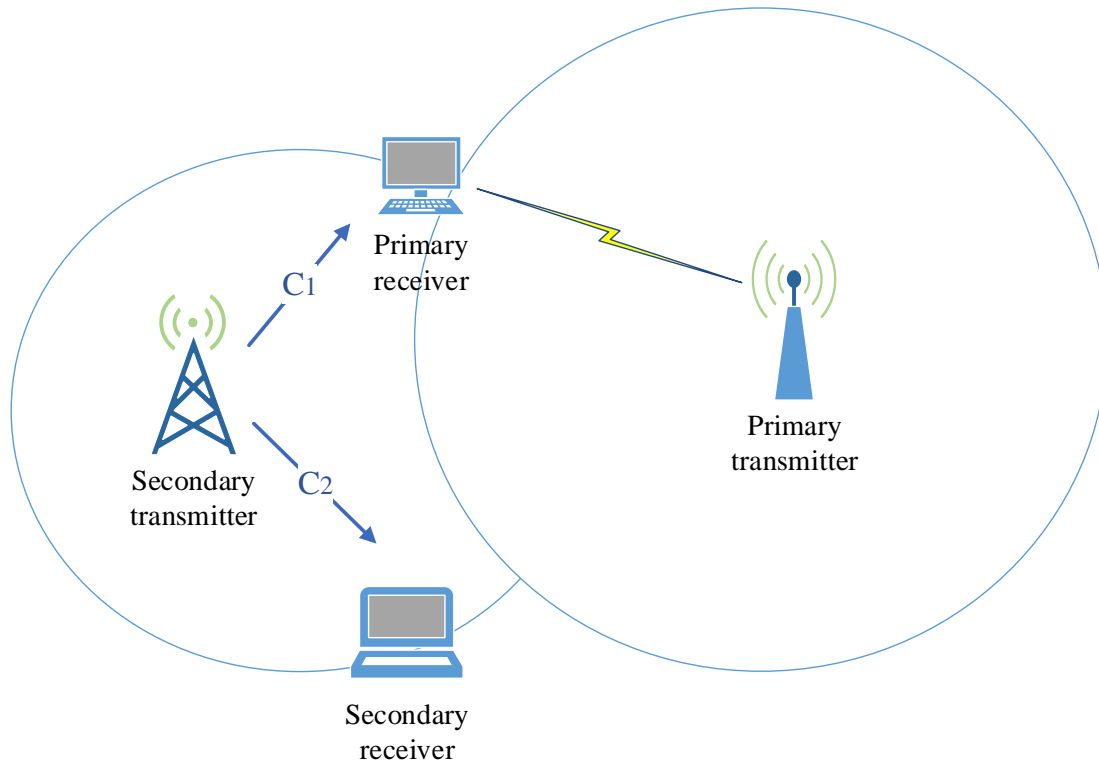 Primary
receiver
C1
Primary
transmitter
Secondary
transmitter
C2
Secondary
receiver